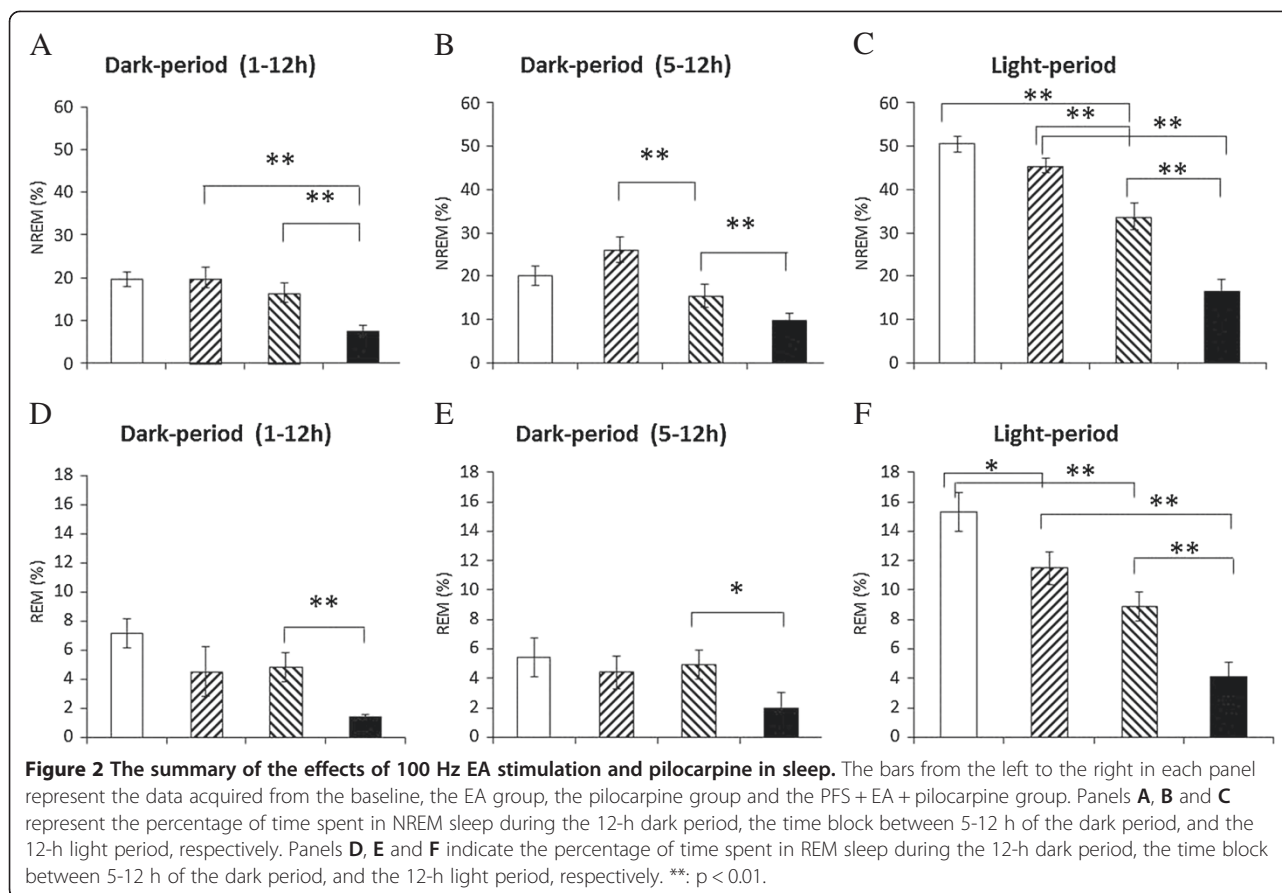 A
Dark-period (1-12h)
NREM (%)
60
50
40
30
20
10
0
**
**
B
Dark-period (5-12h)
NREM (%)
60
50
40
30
20
10
0
**
**
C
Light-period
NREM (%)
60
50
40
30
20
10
0
**
**
**
**
D
Dark-period (1-12h)
REM (%)
18
16
14
12
10
8
6
4
2
0
**
E
Dark-period (5-12h)
REM (%)
18
16
14
12
10
8
6
4
2
0
*
F
Light-period
REM (%)
18
16
14
12
10
8
6
4
2
0
*
**
**
**
Figure 2 The summary of the effects of 100 Hz EA stimulation and pilocarpine in sleep. The bars from the left to the right in each panel
represent the data acquired from the baseline, the EA group, the pilocarpine group and the PFS + EA + pilocarpine group. Panels A, B and C
represent the percentage of time spent in NREM sleep during the 12-h dark period, the time block between 5-12 h of the dark period, and the
12-h light period, respectively. Panels D, E and F indicate the percentage of time spent in REM sleep during the 12-h dark period, the time block
between 5-12 h of the dark period, and the 12-h light period, respectively. **: p < 0.01.